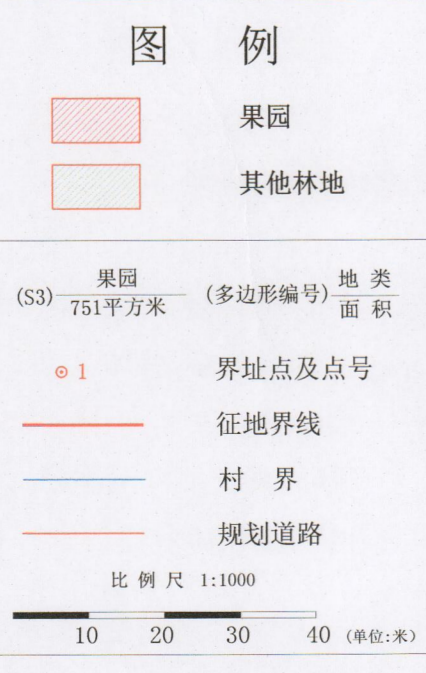 图 例
果园
其他林地
(S3) 果园
751平方米
(多边形编号) 地 类
面 积
1 界址点及点号
征地界线
村 界
规划道路
比 例 尺 1:1000
10 20 30 40 (单位:米)